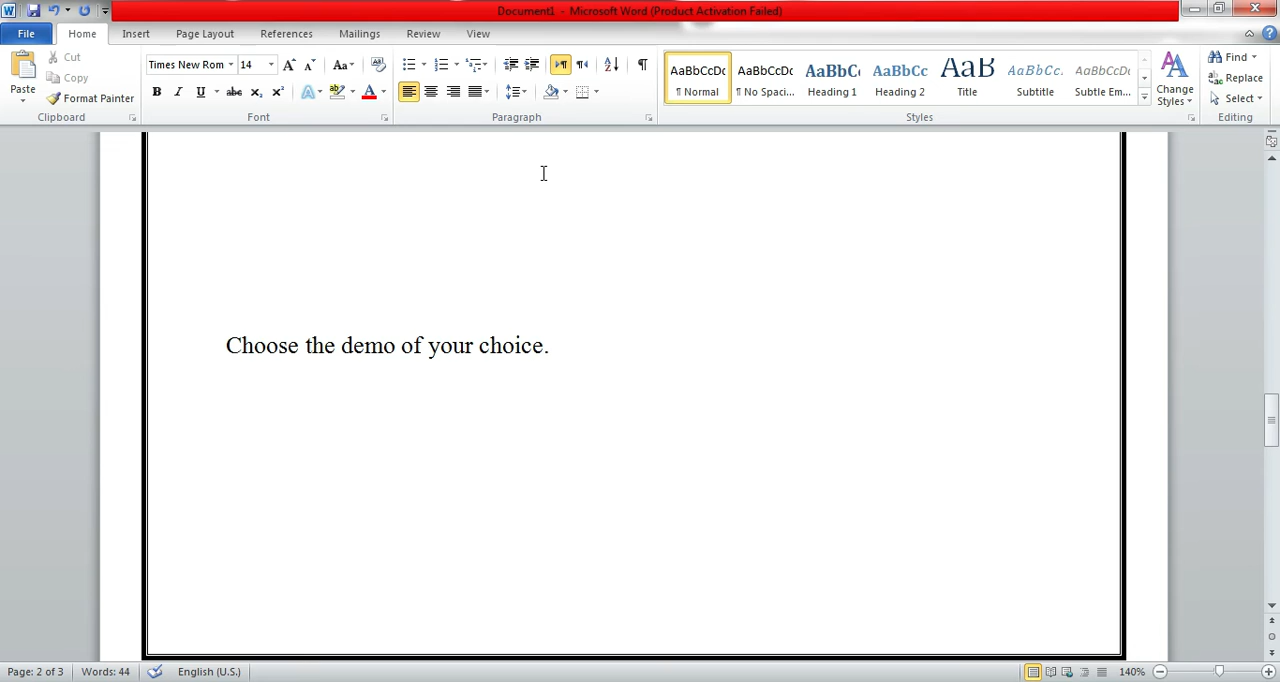 Document1 - Microsoft Word (Product Activation Failed)
File Home Insert Page Layout References Mailings Review View
Paste
Cut
Copy
Format Painter
Clipboard
Times New Rom 14
Font
Paragraph
AaBbCcDc AaBbCcDc AaBbCc AaBbCc AaB AaBbCc. AaBbCcDc
¶ Normal ¶ No Spaci... Heading 1 Heading 2 Title Subtitle Subtle Em...
Change Styles
Styles
Find
Replace
Select
Editing
Choose the demo of your choice.
Page: 2 of 3 Words: 44 English (U.S.) 140%